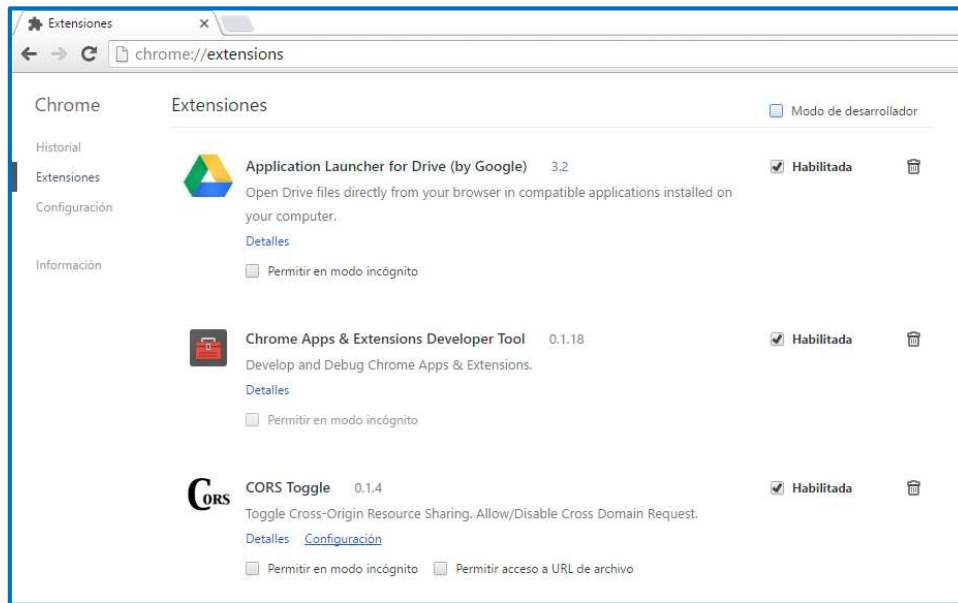 Extensiones
chrome://extensions
Chrome
Extensiones
Modo de desarrollador
Historial
Extensiones
Configuración
Información
Application Launcher for Drive (by Google) 3.2
Habilitada
Open Drive files directly from your browser in compatible applications installed on
your computer.
Detalles
Permitir en modo incógnito
Chrome Apps & Extensions Developer Tool 0.1.18
Habilitada
Develop and Debug Chrome Apps & Extensions.
Detalles
Permitir en modo incógnito
CORS
CORS Toggle 0.1.4
Habilitada
Toggle Cross-Origin Resource Sharing. Allow/Disable Cross Domain Request.
Detalles Configuración
Permitir en modo incógnito Permitir acceso a URL de archivo